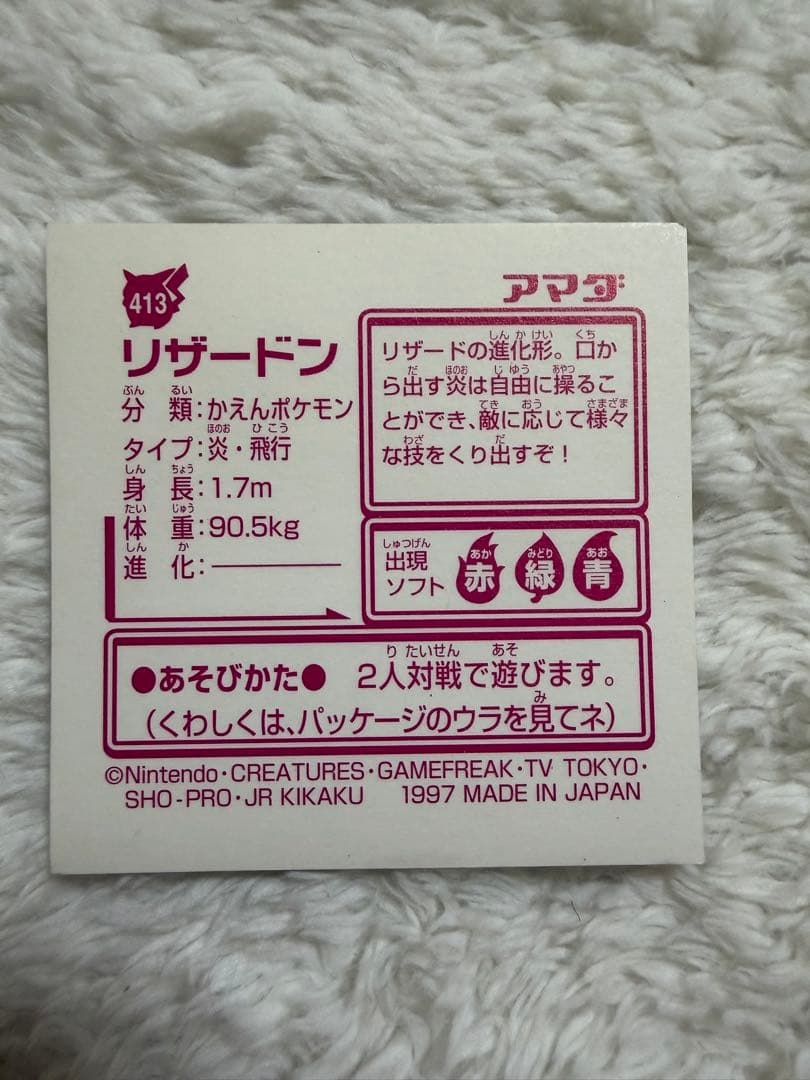 413
アマダ
リザードン
分類：かえんポケモン
タイプ：炎・飛行
身長：1.7m
体重：90.5kg
進化：
リザードの進化形。口か
ら出す炎は自由に操るこ
とができ、敵に応じて様々
な技をくり出すぞ！
出現
ソフト
赤 緑 青
●あそびかた● 2人対戦で遊びます。
（くわしくは、パッケージのウラを見てネ）
©Nintendo・CREATURES・GAMEFREAK・TV TOKYO・
SHO-PRO・JR KIKAKU 1997 MADE IN JAPAN